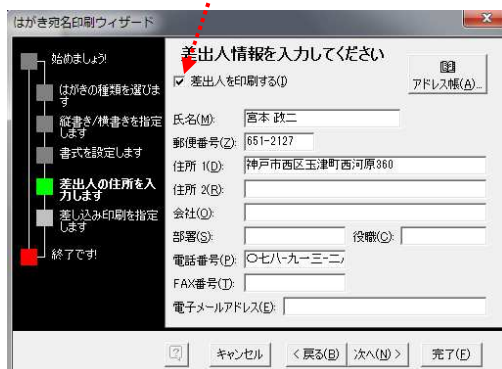 はがき宛名印刷ウィザード
始めましょう!
はがきの種類を選びます
縦書き/横書きを指定します
書式を設定します
差出人の住所を入力します
差し込み印刷を指定します
終了です!
差出人情報を入力してください
差出人を印刷する(I)
アドレス帳(A)...
氏名(M): 宮本 政二
郵便番号(Z): 651-2127
住所 1(D): 神戸市西区玉津町西河原360
住所 2(R):
会社(O):
部署(S): 役職(C):
電話番号(P): 〇七八-九一三-二
FAX番号(T):
電子メールアドレス(E):
キャンセル < 戻る(B) 次へ(N) > 完了(F)